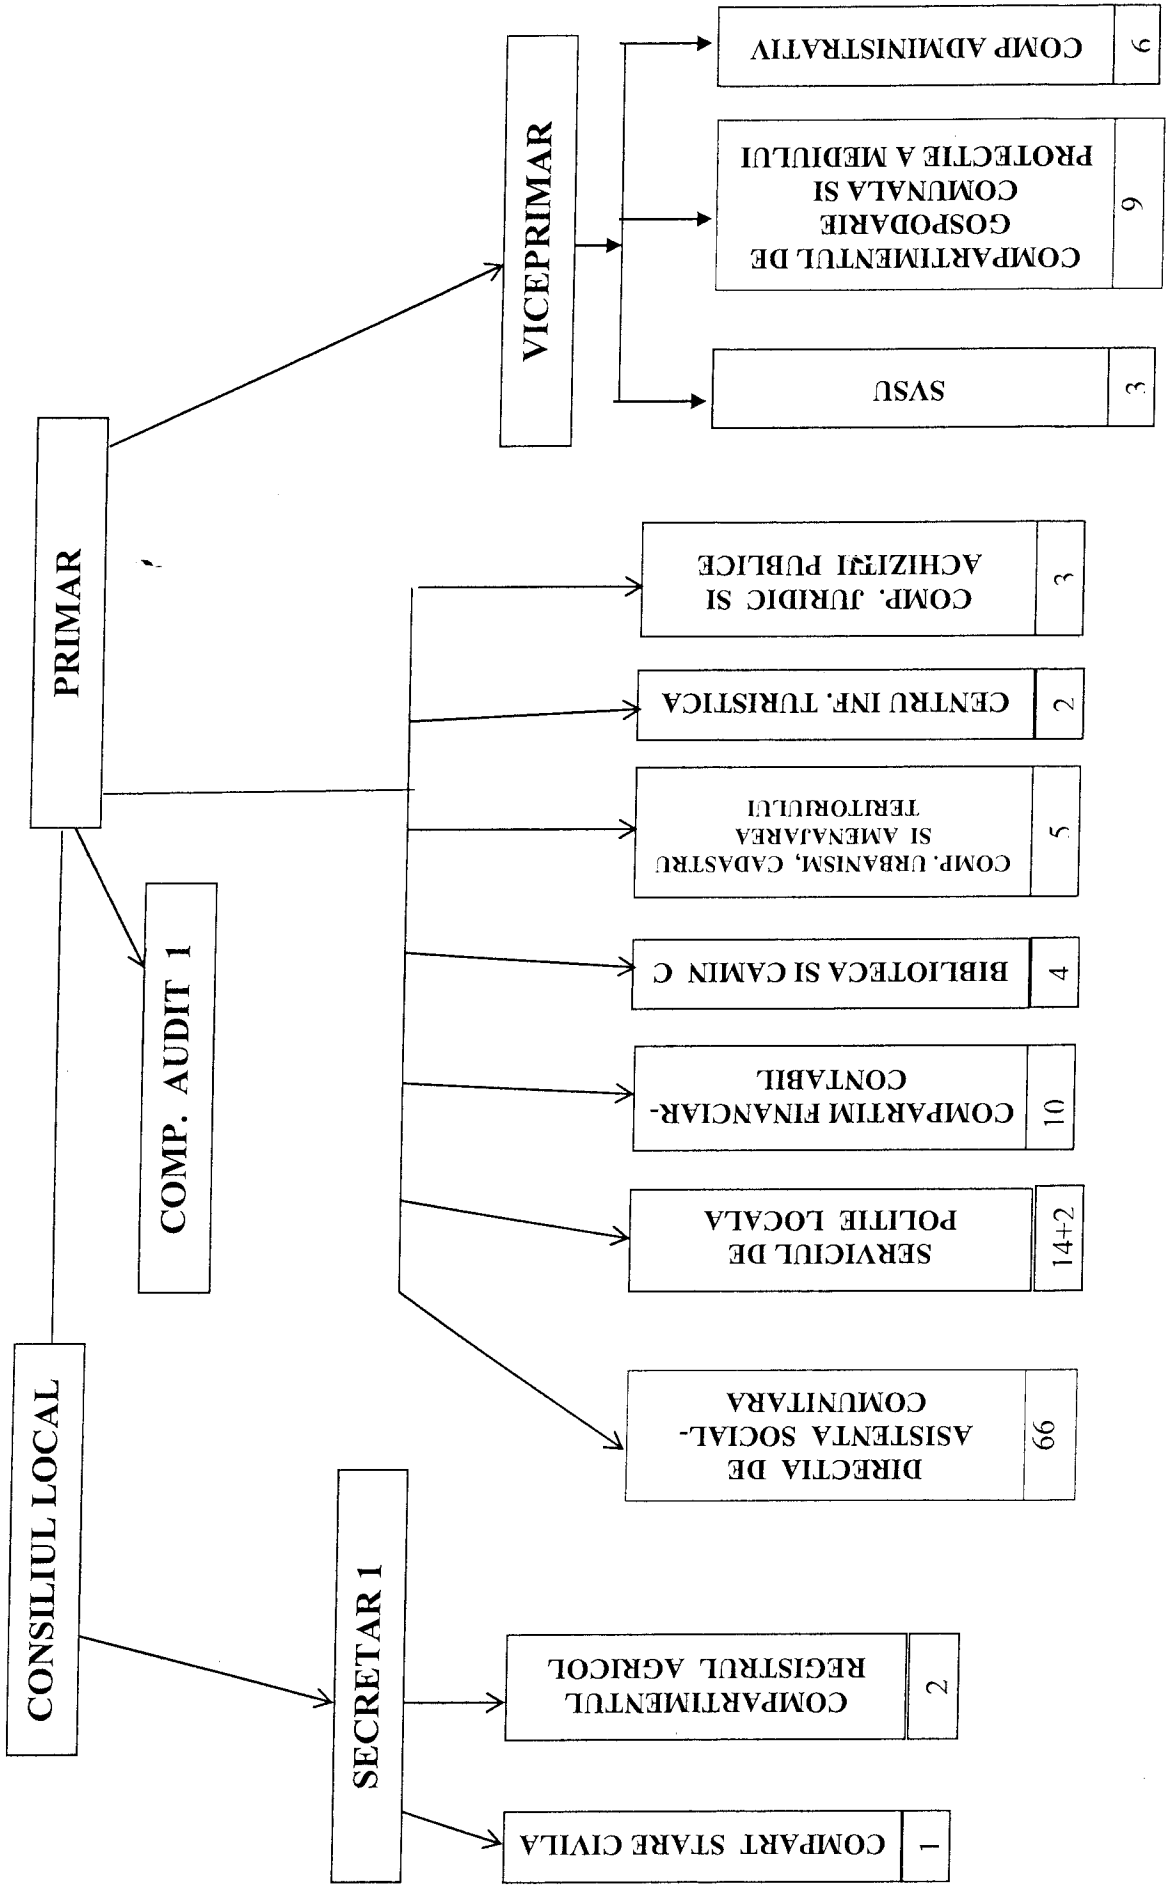 CONSILIUL LOCAL
PRIMAR
COMP. AUDIT 1
SECRETAR 1
VICEPRIMAR
COMPART STARE CIVILA
1
COMPARTIMENTUL
REGISTRUL AGRICOL
2
DIRECTIA DE
ASISTENTA SOCIAL-
COMUNITARA
66
SERVICIUL DE
POLITIE LOCALA
14+2
COMPARTIM FINANCIAR-
CONTABIL
10
BIBLIOTECA SI CAMIN C
4
COMP. URBANISM, CADASTRU
SI AMENAJAREA
TERITORIULUI
5
CENTRU INF. TURISTICA
2
COMP. JURIDIC SI
ACHIZIŢII PUBLICE
3
SVSU
3
COMPARTIMENTUL DE
GOSPODARIE
COMUNALA SI
PROTECTIE A MEDIULUI
9
COMP ADMINISTRATIV
6